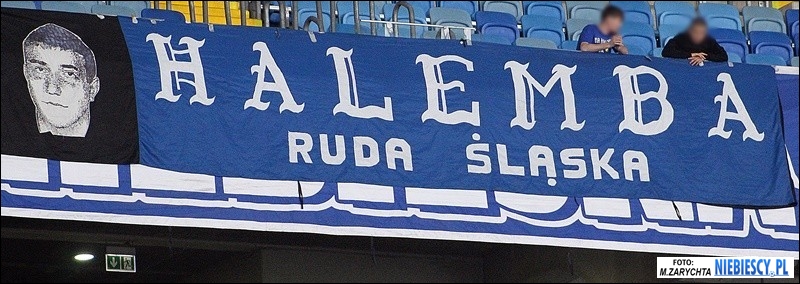 HALEMBA
RUDA ŚLĄSKA
FOTO:
M.ZARYCHTA NIEBIESCY.PL